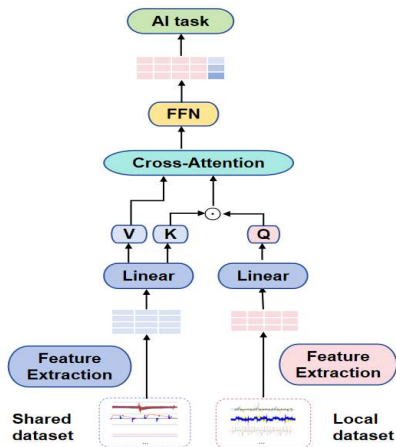 AI task
FFN
Cross-Attention
V
K
Q
Linear
Linear
Feature
Extraction
Feature
Extraction
Shared
dataset
...
...
Local
dataset